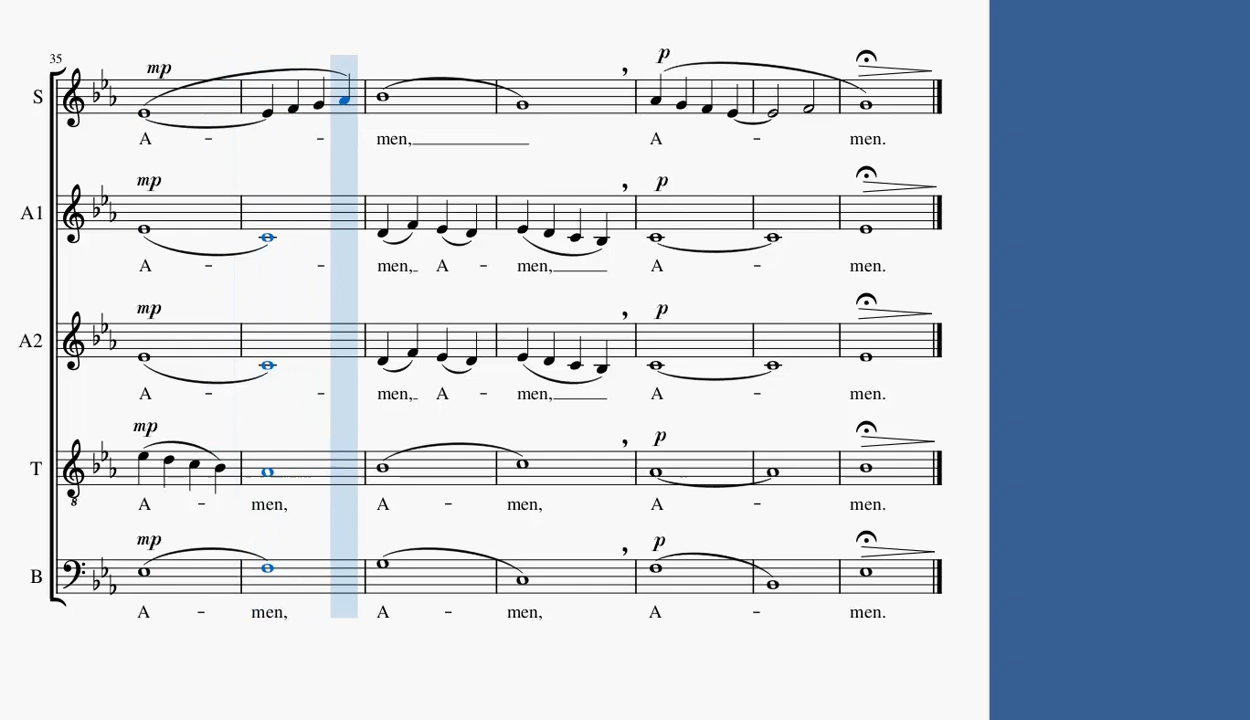 35
mp p
S
A - - men, A - men.
mp p
A1
A - - men, A - men, A - men.
mp p
A2
A - - men, A - men, A - men.
mp p
T
8
A - men, A - men, A - men.
mp p
B
A - men, A - men, A - men.